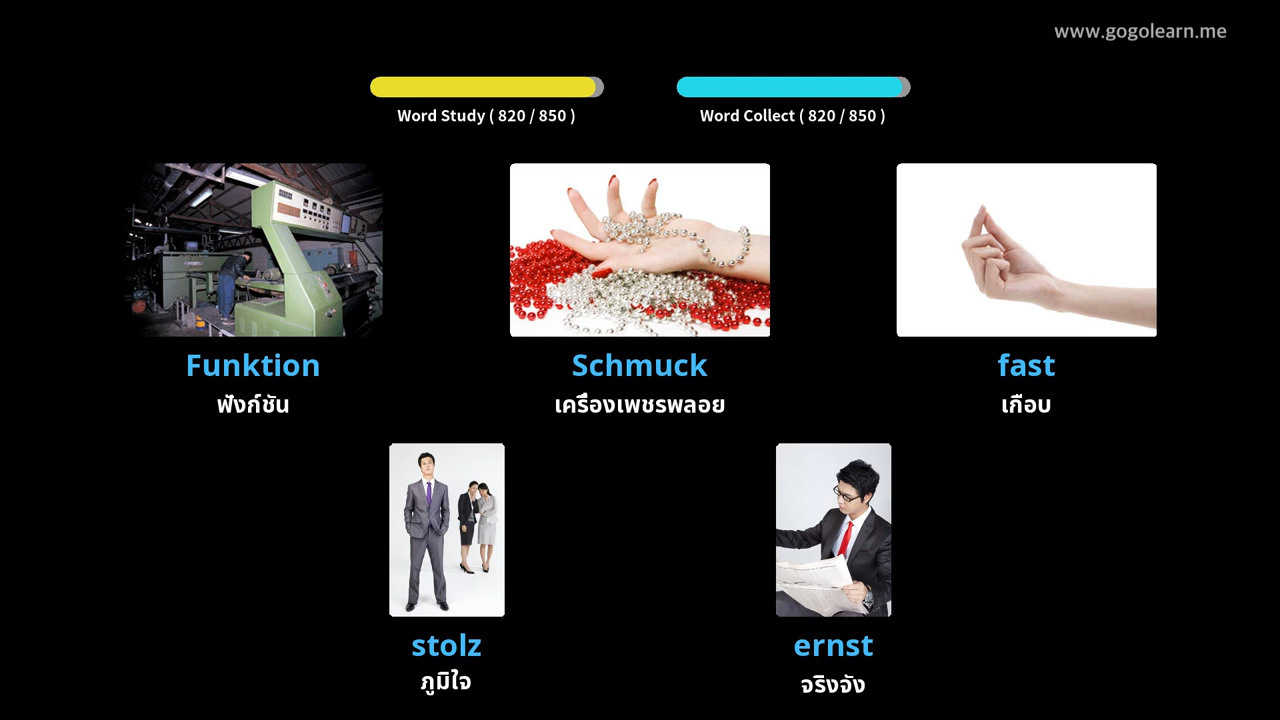 www.gogolearn.me
Word Study ( 820 / 850 )
Word Collect ( 820 / 850 )
Funktion
ฟังก์ชัน
Schmuck
เครื่องเพชรพลอย
fast
เกือบ
stolz
ภูมิใจ
ernst
จริงจัง